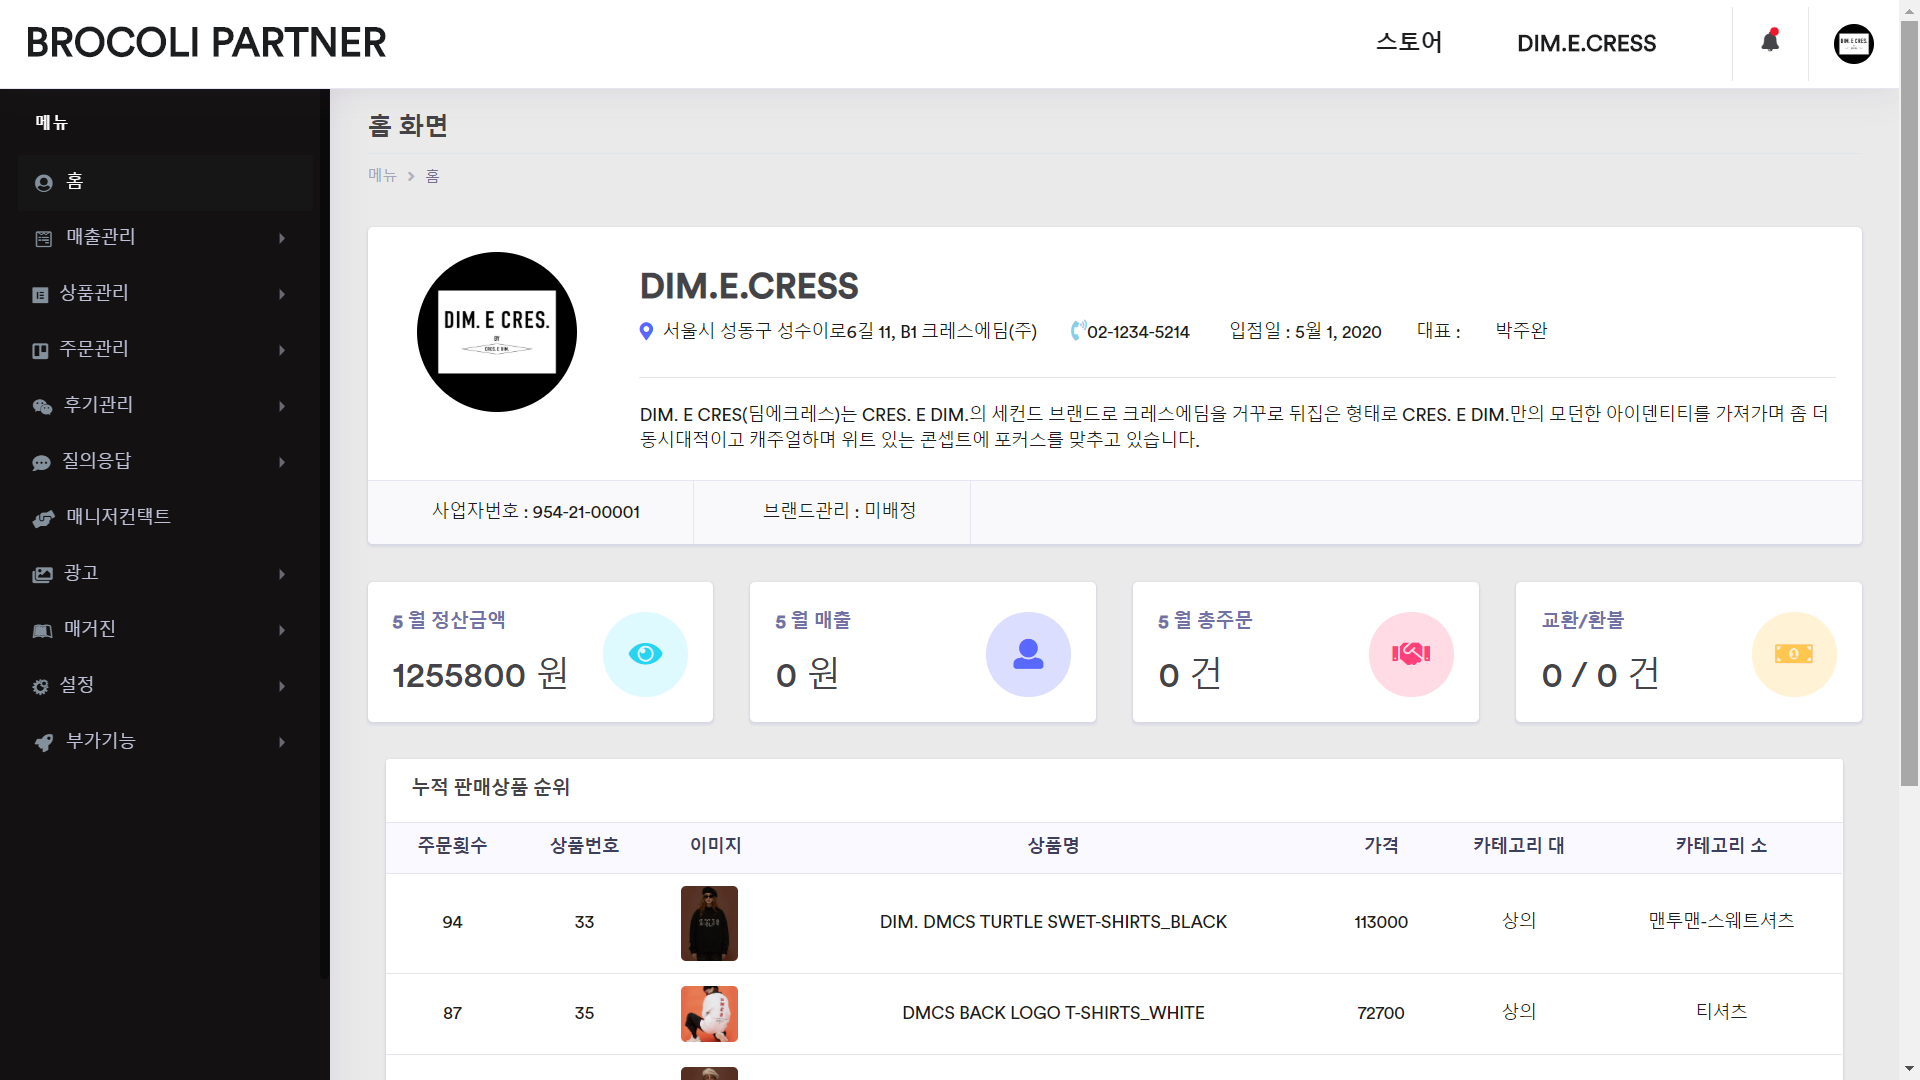 BROCOLI PARTNER
스토어
DIM.E.CRESS
메뉴
홈
매출관리
상품관리
주문관리
후기관리
질의응답
매니저컨택트
광고
매거진
설정
부가기능
홈 화면
메뉴 > 홈
DIM. E CRES.
BY
CRES. E DIM.
DIM.E.CRESS
서울시 성동구 성수이로6길 11, B1 크레스에딤(주) 02-1234-5214 입점일 : 5월 1, 2020 대표 : 박주완
DIM. E CRES(딤에크레스)는 CRES. E DIM.의 세컨드 브랜드로 크레스에딤을 거꾸로 뒤집은 형태로 CRES. E DIM.만의 모던한 아이덴티티를 가져가며 좀 더
동시대적이고 캐주얼하며 위트 있는 콘셉트에 포커스를 맞추고 있습니다.
사업자번호 : 954-21-00001 브랜드관리 : 미배정
5 월 정산금액
1255800 원
5 월 매출
0 원
5 월 총주문
0 건
교환/환불
0 / 0 건
누적 판매상품 순위
주문횟수 상품번호 이미지 상품명 가격 카테고리 대 카테고리 소
94 33 DIM. DMCS TURTLE SWET-SHIRTS_BLACK 113000 상의 맨투맨-스웨트셔츠
87 35 DMCS BACK LOGO T-SHIRTS_WHITE 72700 상의 티셔츠